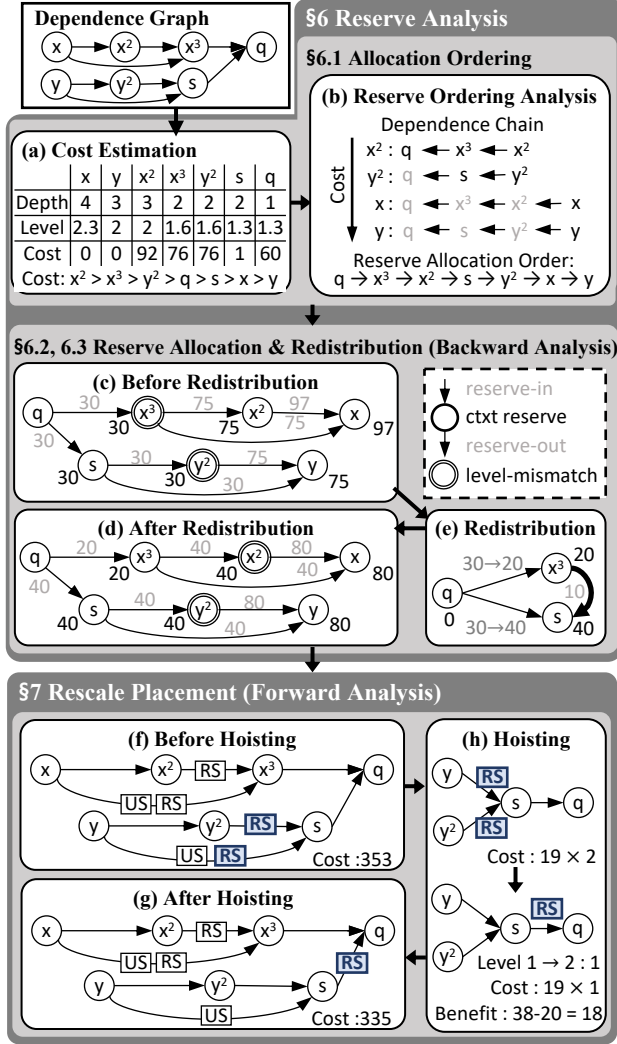 Dependence Graph
x x² x³ q
y y² s
§6 Reserve Analysis
§6.1 Allocation Ordering
(a) Cost Estimation
x y x² x³ y² s q
Depth 4 3 3 2 2 2 1
Level 2.3 2 2 1.6 1.6 1.3 1.3
Cost 0 0 92 76 76 1 60
Cost: x² > x³ > y² > q > s > x > y
(b) Reserve Ordering Analysis
Dependence Chain
Cost
x² : q x³ x²
y² : q s y²
x : q x³ x² x
y : q s y² y
Reserve Allocation Order:
q → x³ → x² → s → y² → x → y
§6.2, 6.3 Reserve Allocation & Redistribution (Backward Analysis)
(c) Before Redistribution
30 75 97
q x³ x² x
30 30 75 75 97
30 75
s y² y
30 30 30 75
reserve-in
ctxt reserve
reserve-out
level-mismatch
(d) After Redistribution
20 40 80
q x³ x² x
40 20 40 40 80
40 80
s y² y
40 40 40 80
(e) Redistribution
30→20 x³ 20
q 10
0 s
30→40 40
§7 Rescale Placement (Forward Analysis)
(f) Before Hoisting
x x² RS x³ q
US RS
y y² RS s
US RS
Cost :353
(g) After Hoisting
x x² RS x³ q
US RS
RS
y y² s
US
Cost :335
(h) Hoisting
y RS
s q
y² RS
Cost : 19 × 2
y RS
s q
y²
Level 1 → 2 : 1
Cost : 19 × 1
Benefit : 38-20 = 18